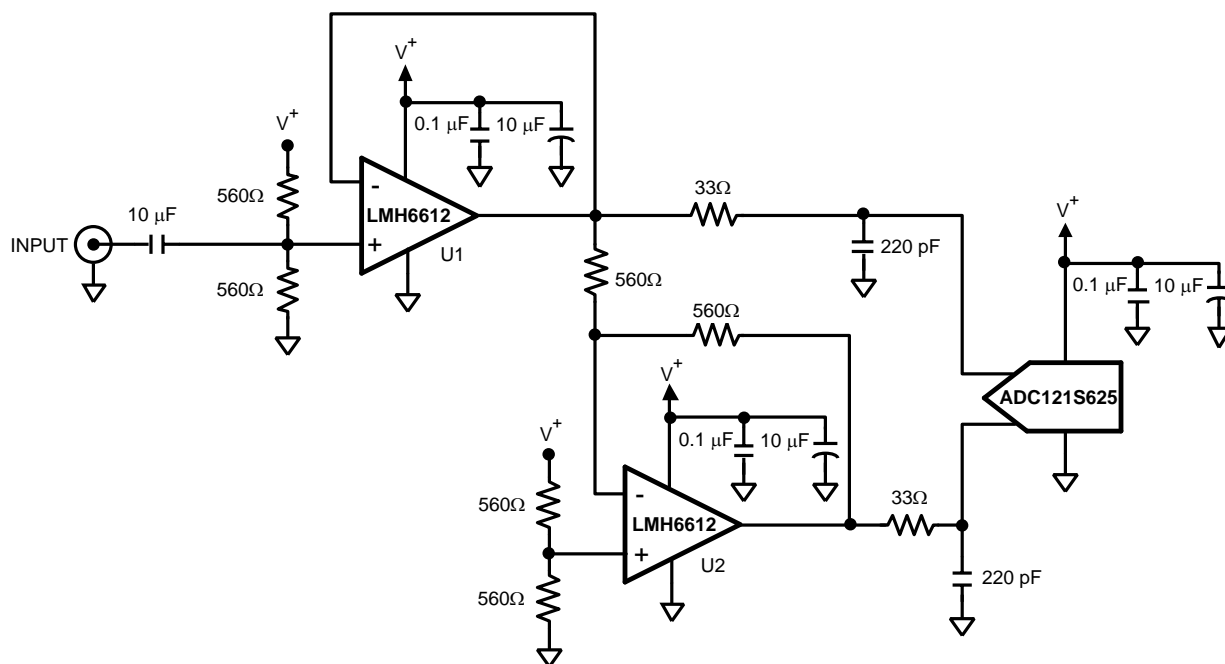 V+
0.1 μF
10 μF
V+
560Ω
-
LMH6612
+
U1
10 μF
INPUT
560Ω
33Ω
220 pF
560Ω
V+
0.1 μF
10 μF
560Ω
ADC121S625
V+
0.1 μF
10 μF
V+
560Ω
-
LMH6612
+
U2
33Ω
560Ω
220 pF